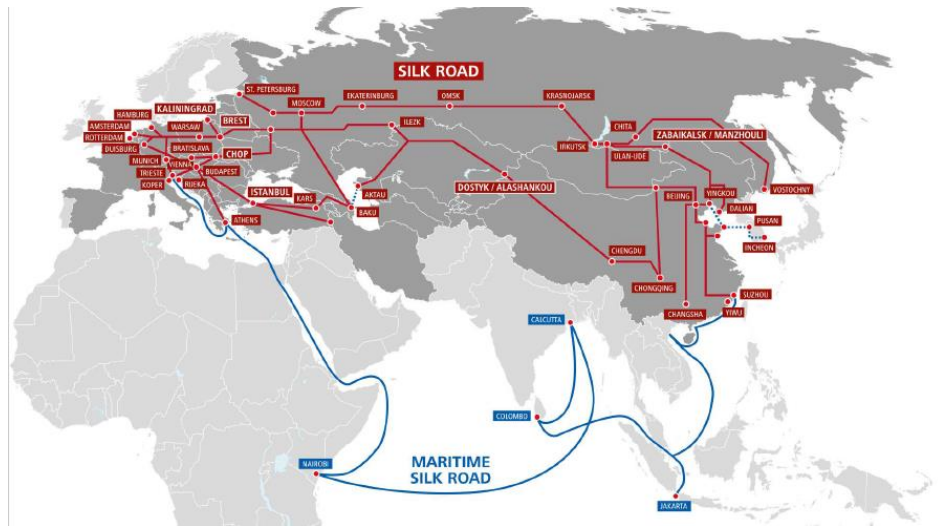 SILK ROAD
ST. PETERSBURG
MOSCOW
EKATERINBURG
OMSK
KRASNOJARSK
HAMBURG
KALININGRAD
AMSTERDAM
ROTTERDAM
WARSAW
BREST
ILEZK
CHITA
ZABAIKALSK / MANZHOULI
DUISBURG
BRATISLAVA
CHOP
IRKUTSK
ULAN-UDE
MUNICH
VIENNA
BUDAPEST
TRIESTE
KOPER
RIJEKA
ISTANBUL
KARS
AKTAU
DOSTYK / ALASHANKOU
BEIJING
YINGKOU
VOSTOCHNY
DALIAN
BAKU
ATHENS
PUSAN
INCHEON
CHENGDU
CHONGQING
SUZHOU
CHANGSHA
YIWU
CALCUTTA
COLOMBO
NAIROBI
MARITIME
SILK ROAD
JAKARTA